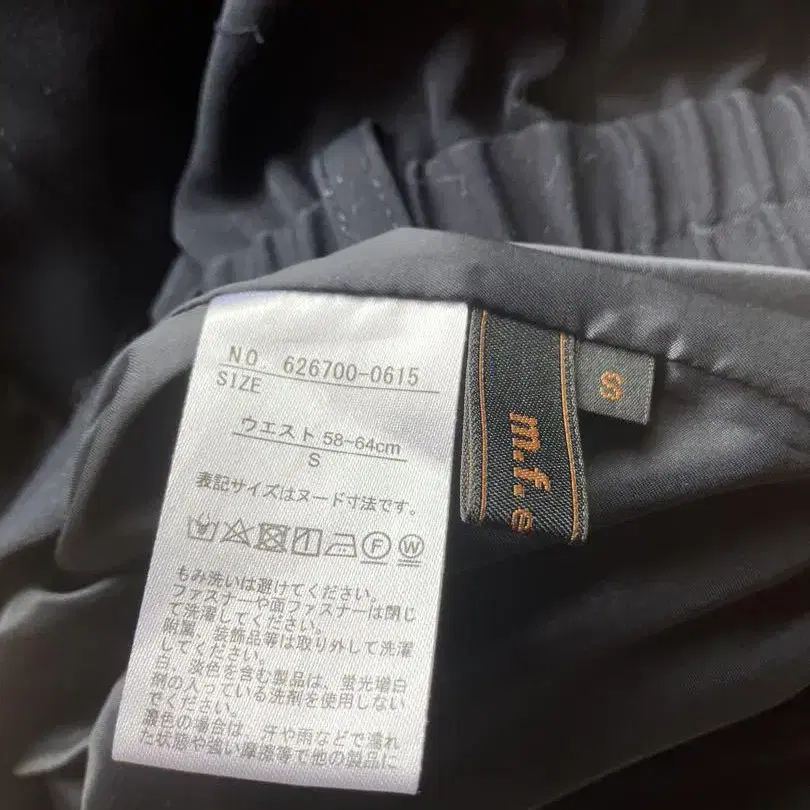 NO 626700-0615
SIZE
ウエスト 58-64cm
S
表記サイズはヌード寸法です。
F W
もみ洗いは避けてください。
ファスナーや面ファスナーは閉じ
て洗濯してください。
附属、装飾品等は取り外して洗濯
してください。
白、淡色を含む製品は、蛍光増白
剤の入っている洗剤を使用しない
でください。
濃色の場合は、汗や雨などで濡れ
た状態や強い摩擦等で他の製品に
m.f.e
S